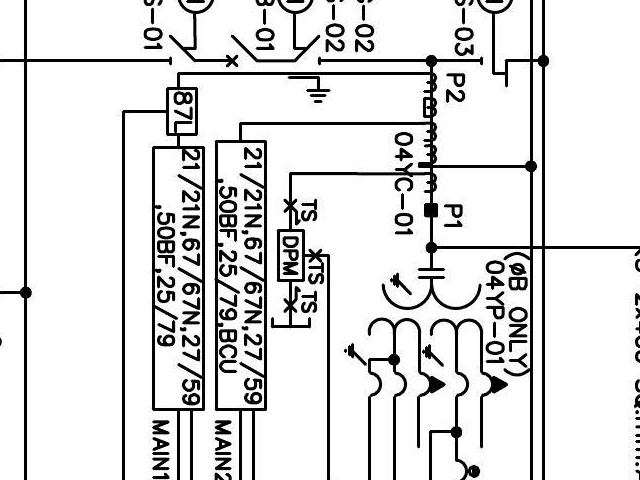 S-01
B-01
S-02
S-02
S-03
P2
04YC-01
P1
87L
21/21N,67/67N,27/59
,50BF,25/79
21/21N,67/67N,27/59
,50BF,25/79,BCU
TS
DPM
TS
TS
(øB ONLY)
04YP-01
MAIN1
MAIN2